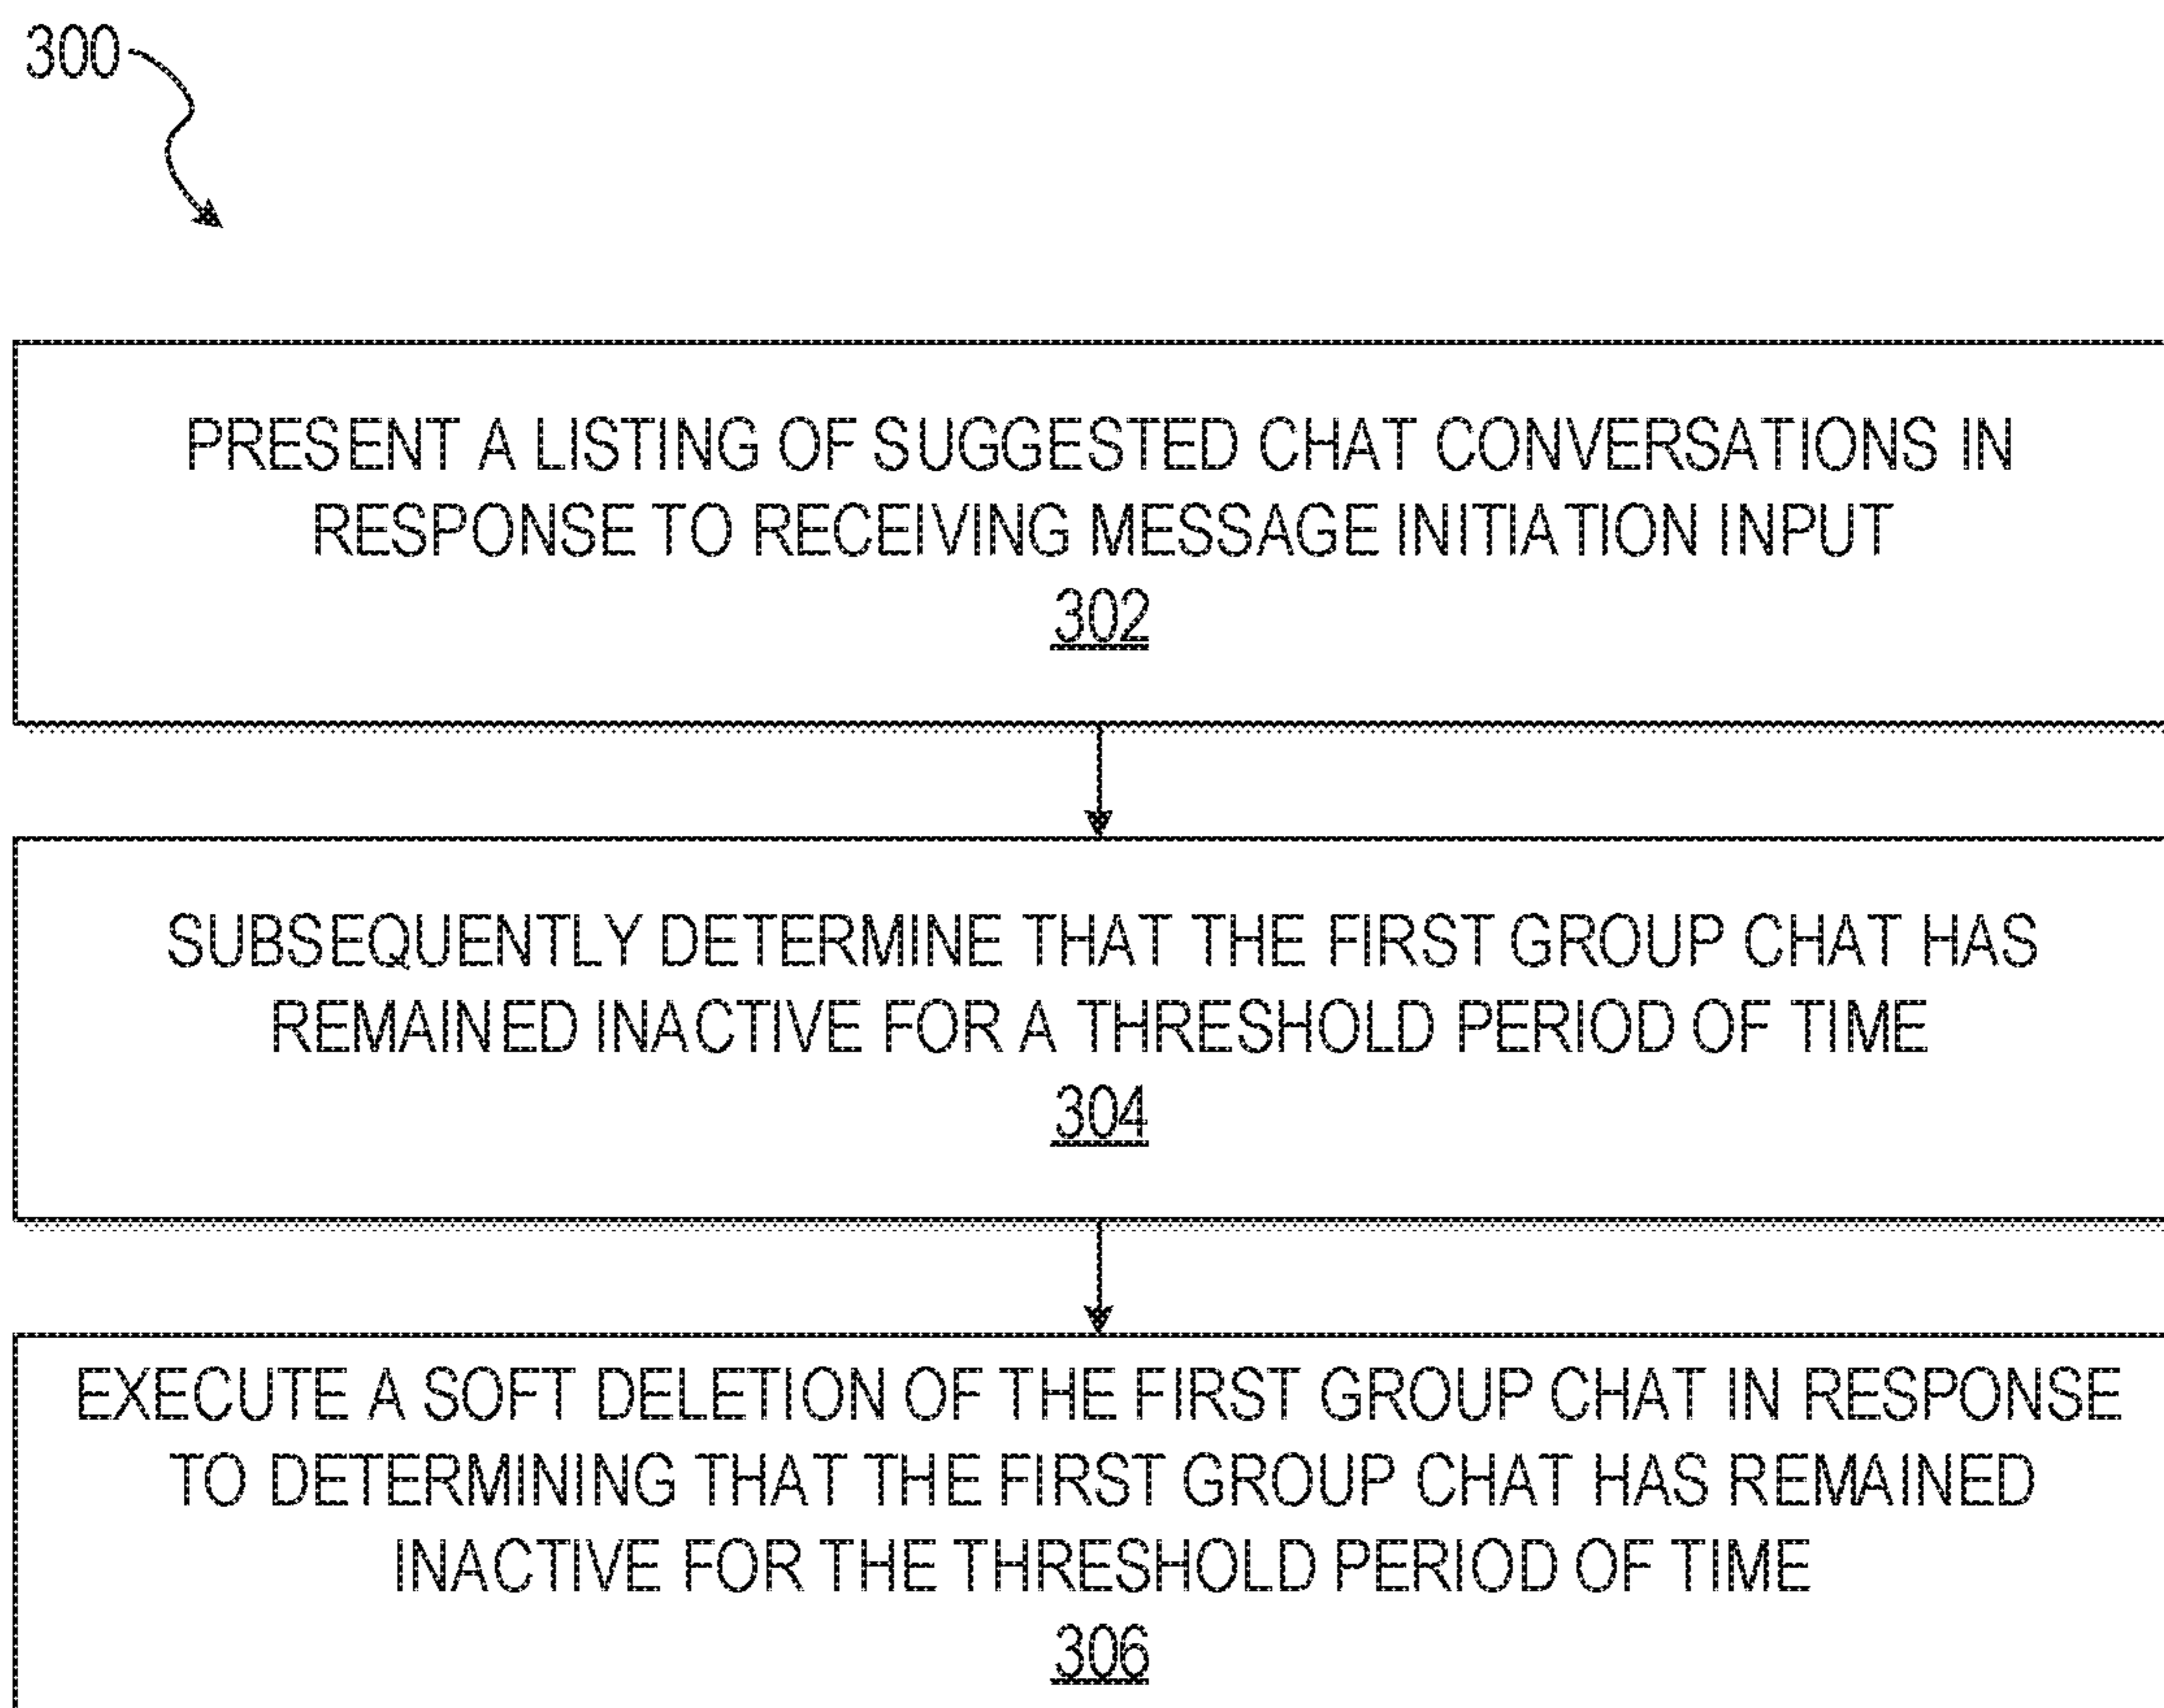 300
PRESENT A LISTING OF SUGGESTED CHAT CONVERSATIONS IN
RESPONSE TO RECEIVING MESSAGE INITIATION INPUT
302
SUBSEQUENTLY DETERMINE THAT THE FIRST GROUP CHAT HAS
REMAINED INACTIVE FOR A THRESHOLD PERIOD OF TIME
304
EXECUTE A SOFT DELETION OF THE FIRST GROUP CHAT IN RESPONSE
TO DETERMINING THAT THE FIRST GROUP CHAT HAS REMAINED
INACTIVE FOR THE THRESHOLD PERIOD OF TIME
306